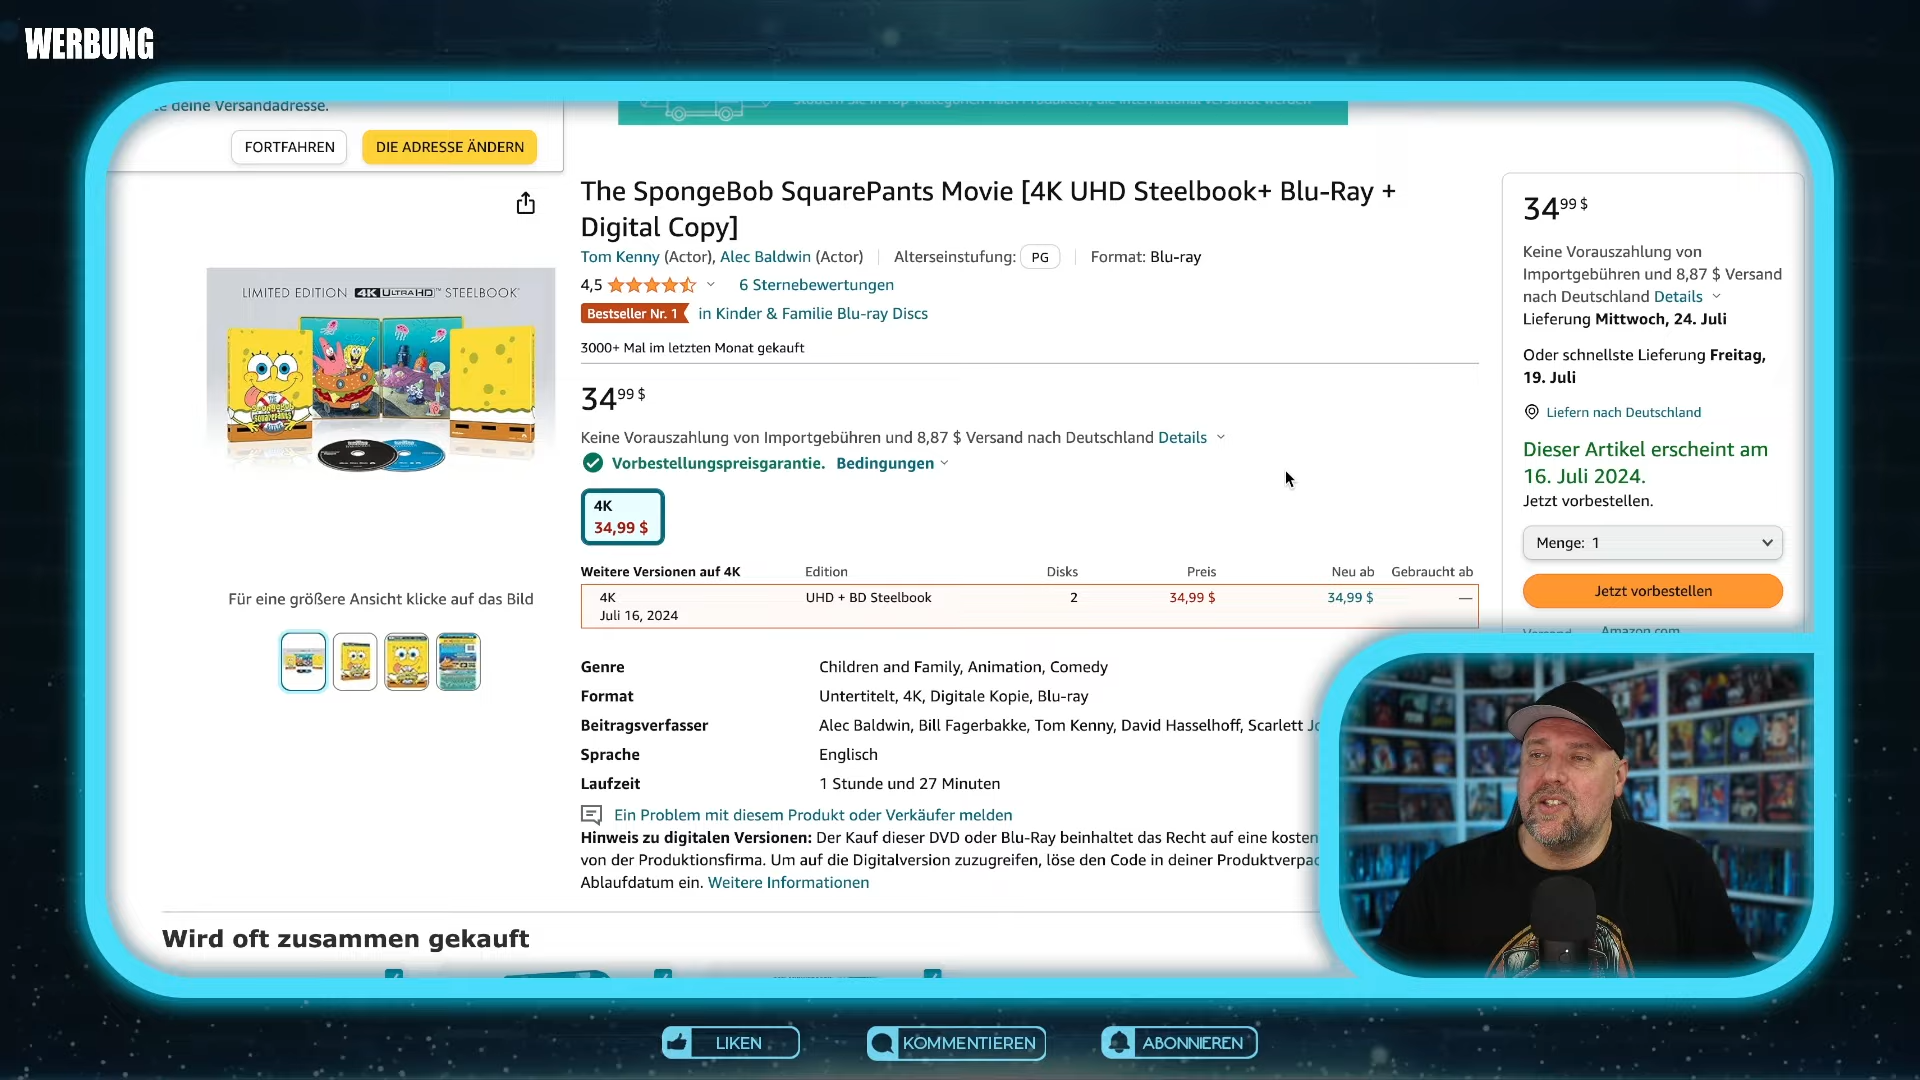 WERBUNG
te deine Versandadresse.
FORTFAHREN
DIE ADRESSE ÄNDERN
The SpongeBob SquarePants Movie [4K UHD Steelbook+ Blu-Ray +
Digital Copy]
Tom Kenny (Actor), Alec Baldwin (Actor) Alterseinstufung: PG Format: Blu-ray
4,5 6 Sternebewertungen
Bestseller Nr. 1 in Kinder & Familie Blu-ray Discs
3000+ Mal im letzten Monat gekauft
34 99 $
Keine Vorauszahlung von Importgebühren und 8,87 $ Versand nach Deutschland Details
Vorbestellungspreisgarantie. Bedingungen
4K
34,99 $
Weitere Versionen auf 4K Edition Disks Preis Neu ab Gebraucht ab
4K UHD + BD Steelbook 2 34,99 $ 34,99 $ —
Juli 16, 2024
Genre Children and Family, Animation, Comedy
Format Untertitelt, 4K, Digitale Kopie, Blu-ray
Beitragsverfasser Alec Baldwin, Bill Fagerbakke, Tom Kenny, David Hasselhoff, Scarlett Jo
Sprache Englisch
Laufzeit 1 Stunde und 27 Minuten
Ein Problem mit diesem Produkt oder Verkäufer melden
Hinweis zu digitalen Versionen: Der Kauf dieser DVD oder Blu-Ray beinhaltet das Recht auf eine kosten
von der Produktionsfirma. Um auf die Digitalversion zuzugreifen, löse den Code in deiner Produktverpac
Ablaufdatum ein. Weitere Informationen
LIMITED EDITION 4K ULTRA HD STEELBOOK
Für eine größere Ansicht klicke auf das Bild
34 99 $
Keine Vorauszahlung von
Importgebühren und 8,87 $ Versand
nach Deutschland Details
Lieferung Mittwoch, 24. Juli
Oder schnellste Lieferung Freitag,
19. Juli
Liefern nach Deutschland
Dieser Artikel erscheint am
16. Juli 2024.
Jetzt vorbestellen.
Menge: 1
Jetzt vorbestellen
Versand Amazon.com
Wird oft zusammen gekauft
LIKEN
KOMMENTIEREN
ABONNIEREN